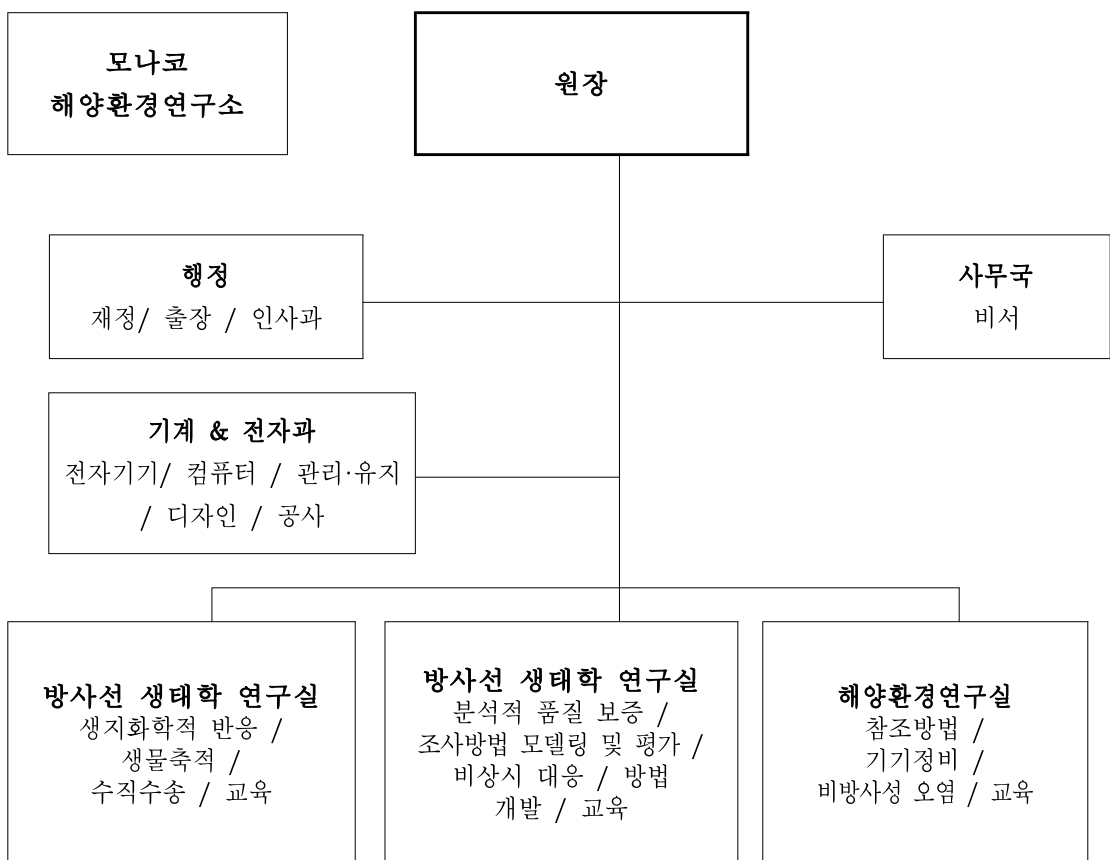 모나코
해양환경연구소
원장
행정
재정/ 출장 / 인사과
사무국
비서
기계 & 전자과
전자기기/ 컴퓨터 / 관리·유지
/ 디자인 / 공사
방사선 생태학 연구실
생지화학적 반응 /
생물축적 /
수직수송 / 교육
방사선 생태학 연구실
분석적 품질 보증 /
조사방법 모델링 및 평가 /
비상시 대응 / 방법
개발 / 교육
해양환경연구실
참조방법 /
기기정비 /
비방사성 오염 / 교육